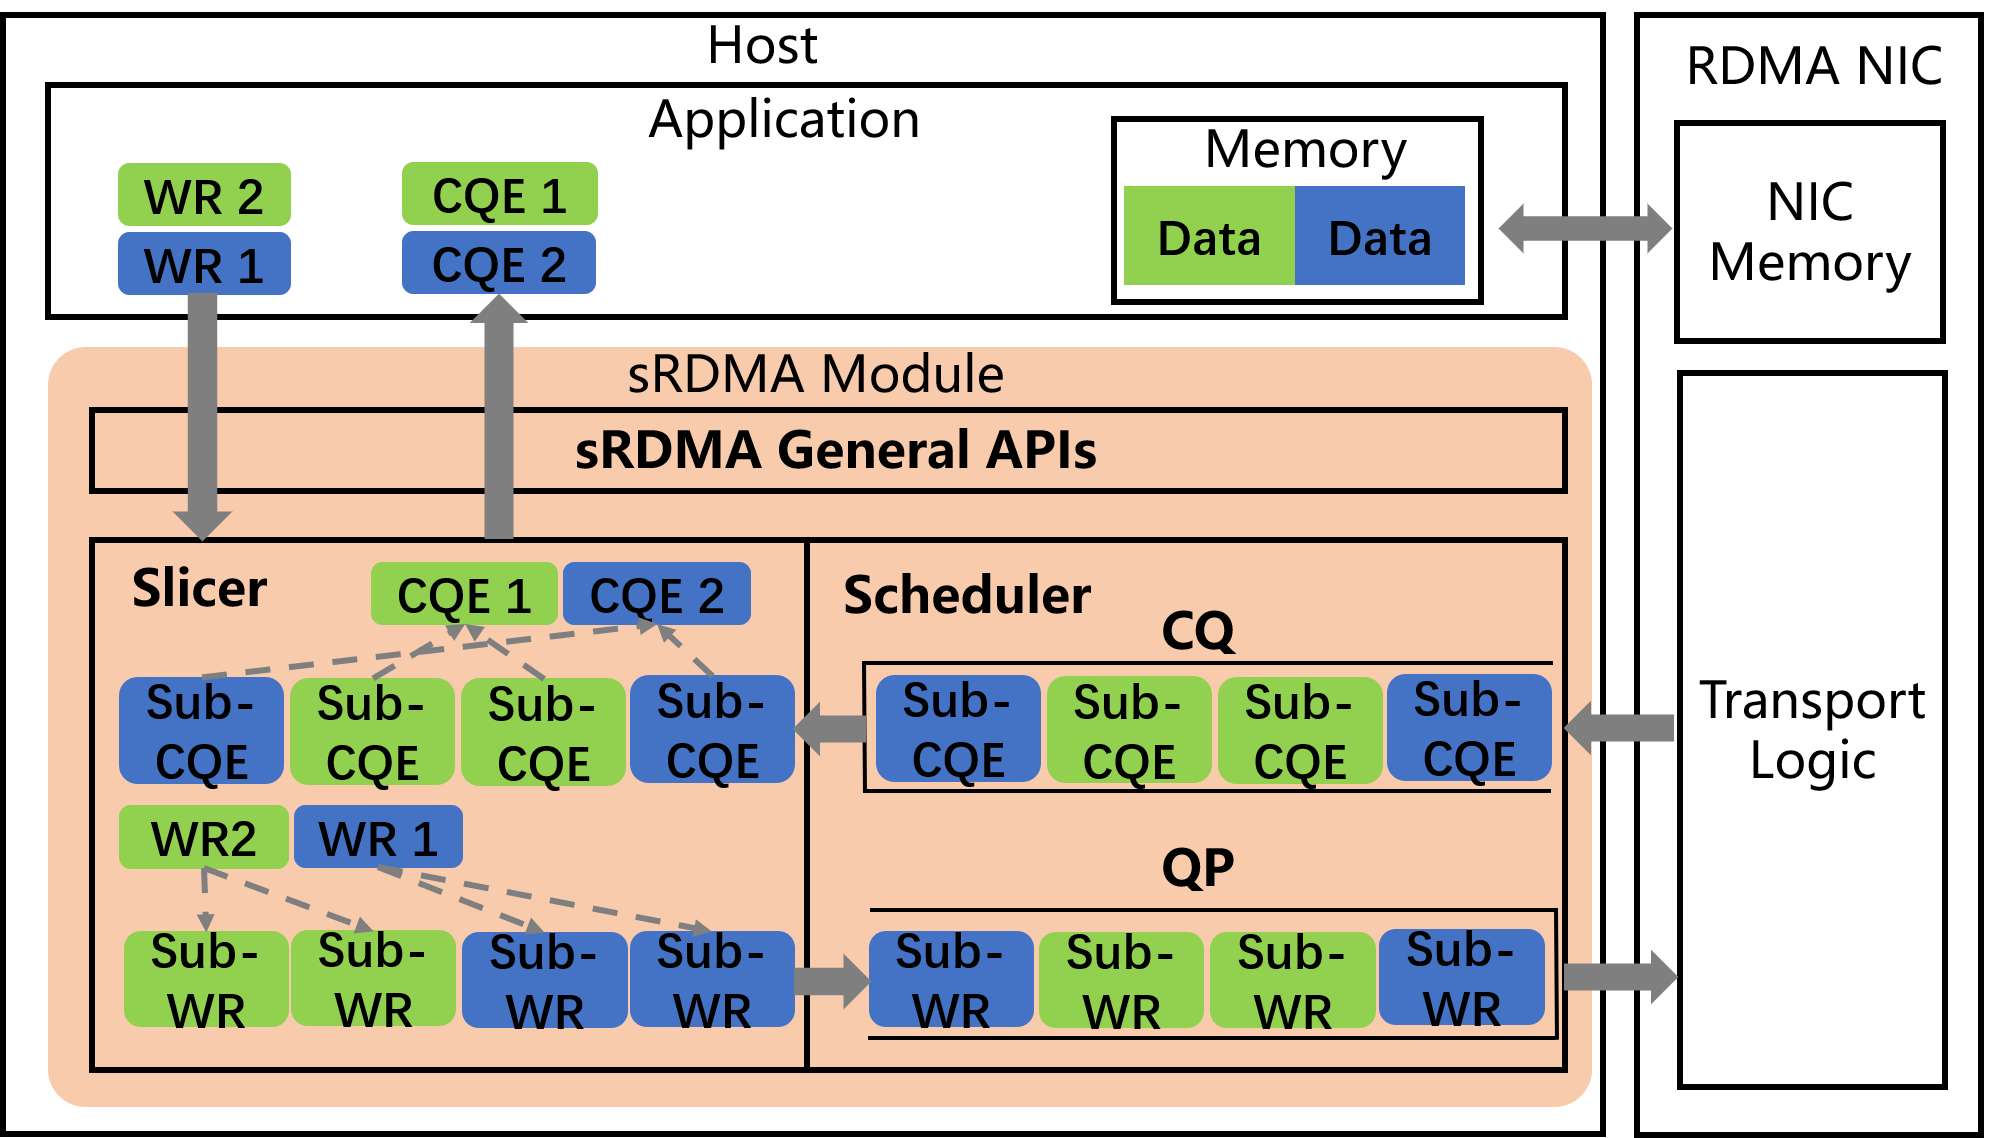 Host
RDMA NIC
Application
Memory
WR 2
CQE 1
WR 1
CQE 2
Data
Data
NIC
Memory
sRDMA Module
sRDMA General APIs
Slicer
CQE 1
CQE 2
Scheduler
CQ
Sub-
CQE
Sub-
CQE
Sub-
CQE
Sub-
CQE
Sub-
CQE
Sub-
CQE
Sub-
CQE
Sub-
CQE
Transport
Logic
WR2
WR 1
QP
Sub-
WR
Sub-
WR
Sub-
WR
Sub-
WR
Sub-
WR
Sub-
WR
Sub-
WR
Sub-
WR